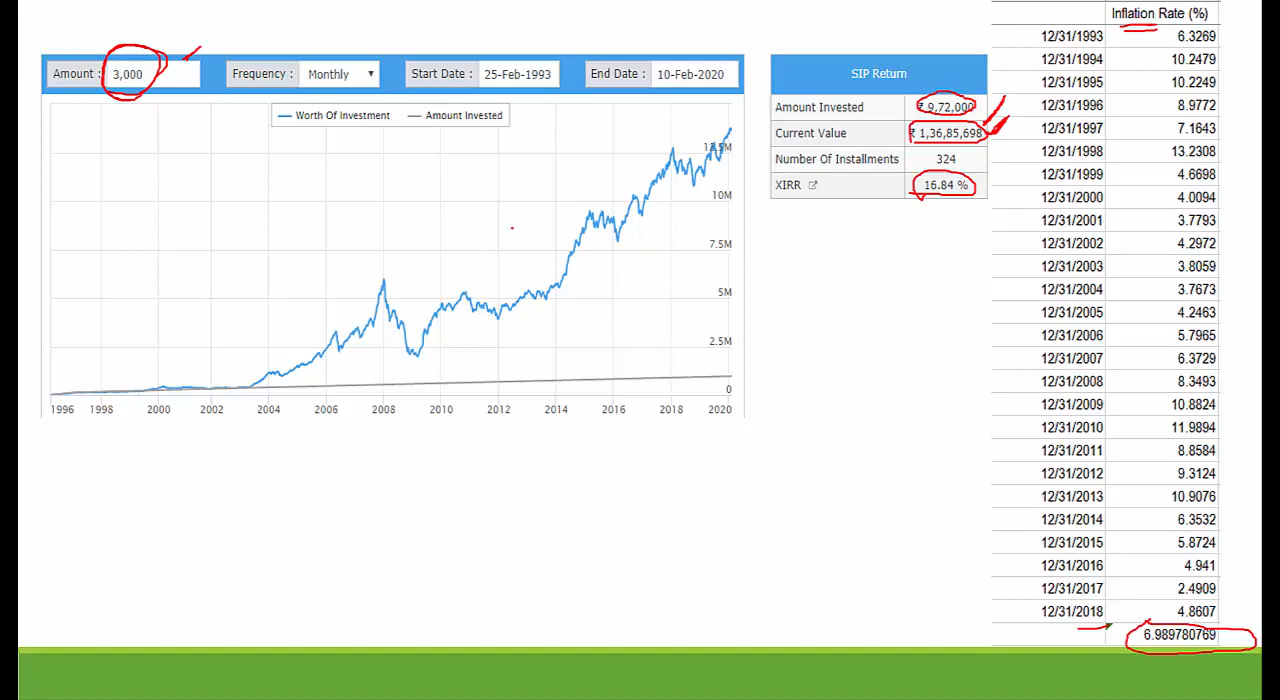 Amount : 3,000 Frequency : Monthly Start Date : 25-Feb-1993 End Date : 10-Feb-2020
Worth Of Investment Amount Invested
12.5M
10M
7.5M
5M
2.5M
0
1996 1998 2000 2002 2004 2006 2008 2010 2012 2014 2016 2018 2020
SIP Return
Amount Invested ₹ 9,72,000
Current Value ₹ 1,36,85,698
Number Of Installments 324
XIRR 16.84 %
Inflation Rate (%)
12/31/1993 6.3269
12/31/1994 10.2479
12/31/1995 10.2249
12/31/1996 8.9772
12/31/1997 7.1643
12/31/1998 13.2308
12/31/1999 4.6698
12/31/2000 4.0094
12/31/2001 3.7793
12/31/2002 4.2972
12/31/2003 3.8059
12/31/2004 3.7673
12/31/2005 4.2463
12/31/2006 5.7965
12/31/2007 6.3729
12/31/2008 8.3493
12/31/2009 10.8824
12/31/2010 11.9894
12/31/2011 8.8584
12/31/2012 9.3124
12/31/2013 10.9076
12/31/2014 6.3532
12/31/2015 5.8724
12/31/2016 4.941
12/31/2017 2.4909
12/31/2018 4.8607
6.989780769